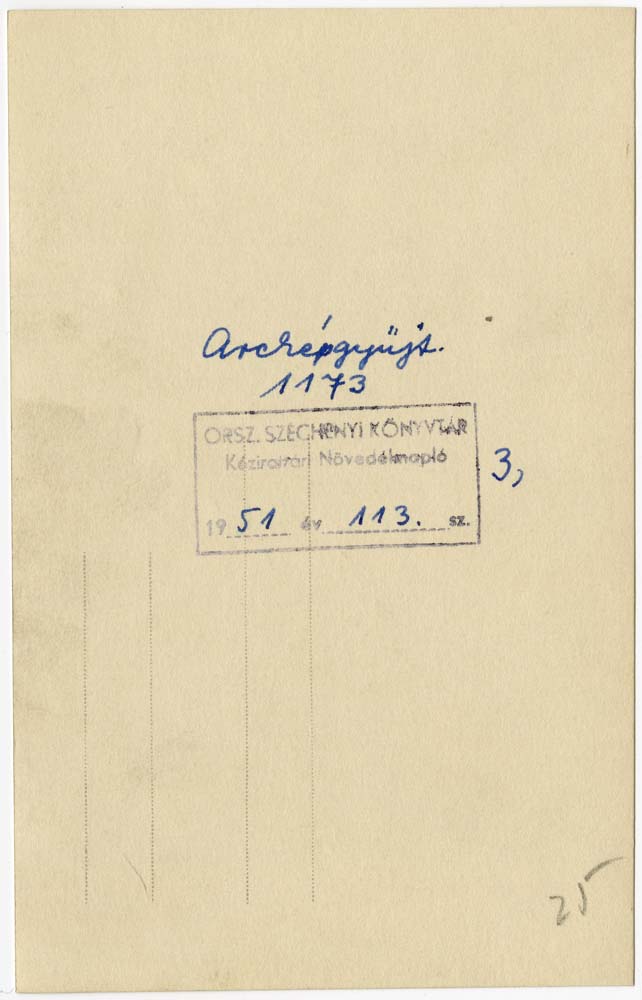 Arcképgyűjt.
1173
ORSZ. SZÉCHÉNYI KÖNYVTÁR
Kézirattári Növedéknapló
3,
1951 év 113. sz.
25